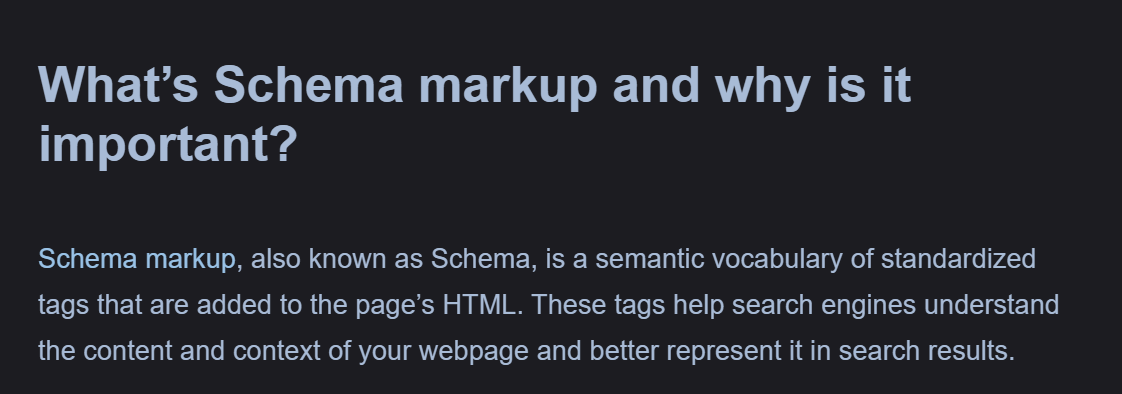 What’s Schema markup and why is it
important?
Schema markup, also known as Schema, is a semantic vocabulary of standardized
tags that are added to the page’s HTML. These tags help search engines understand
the content and context of your webpage and better represent it in search results.